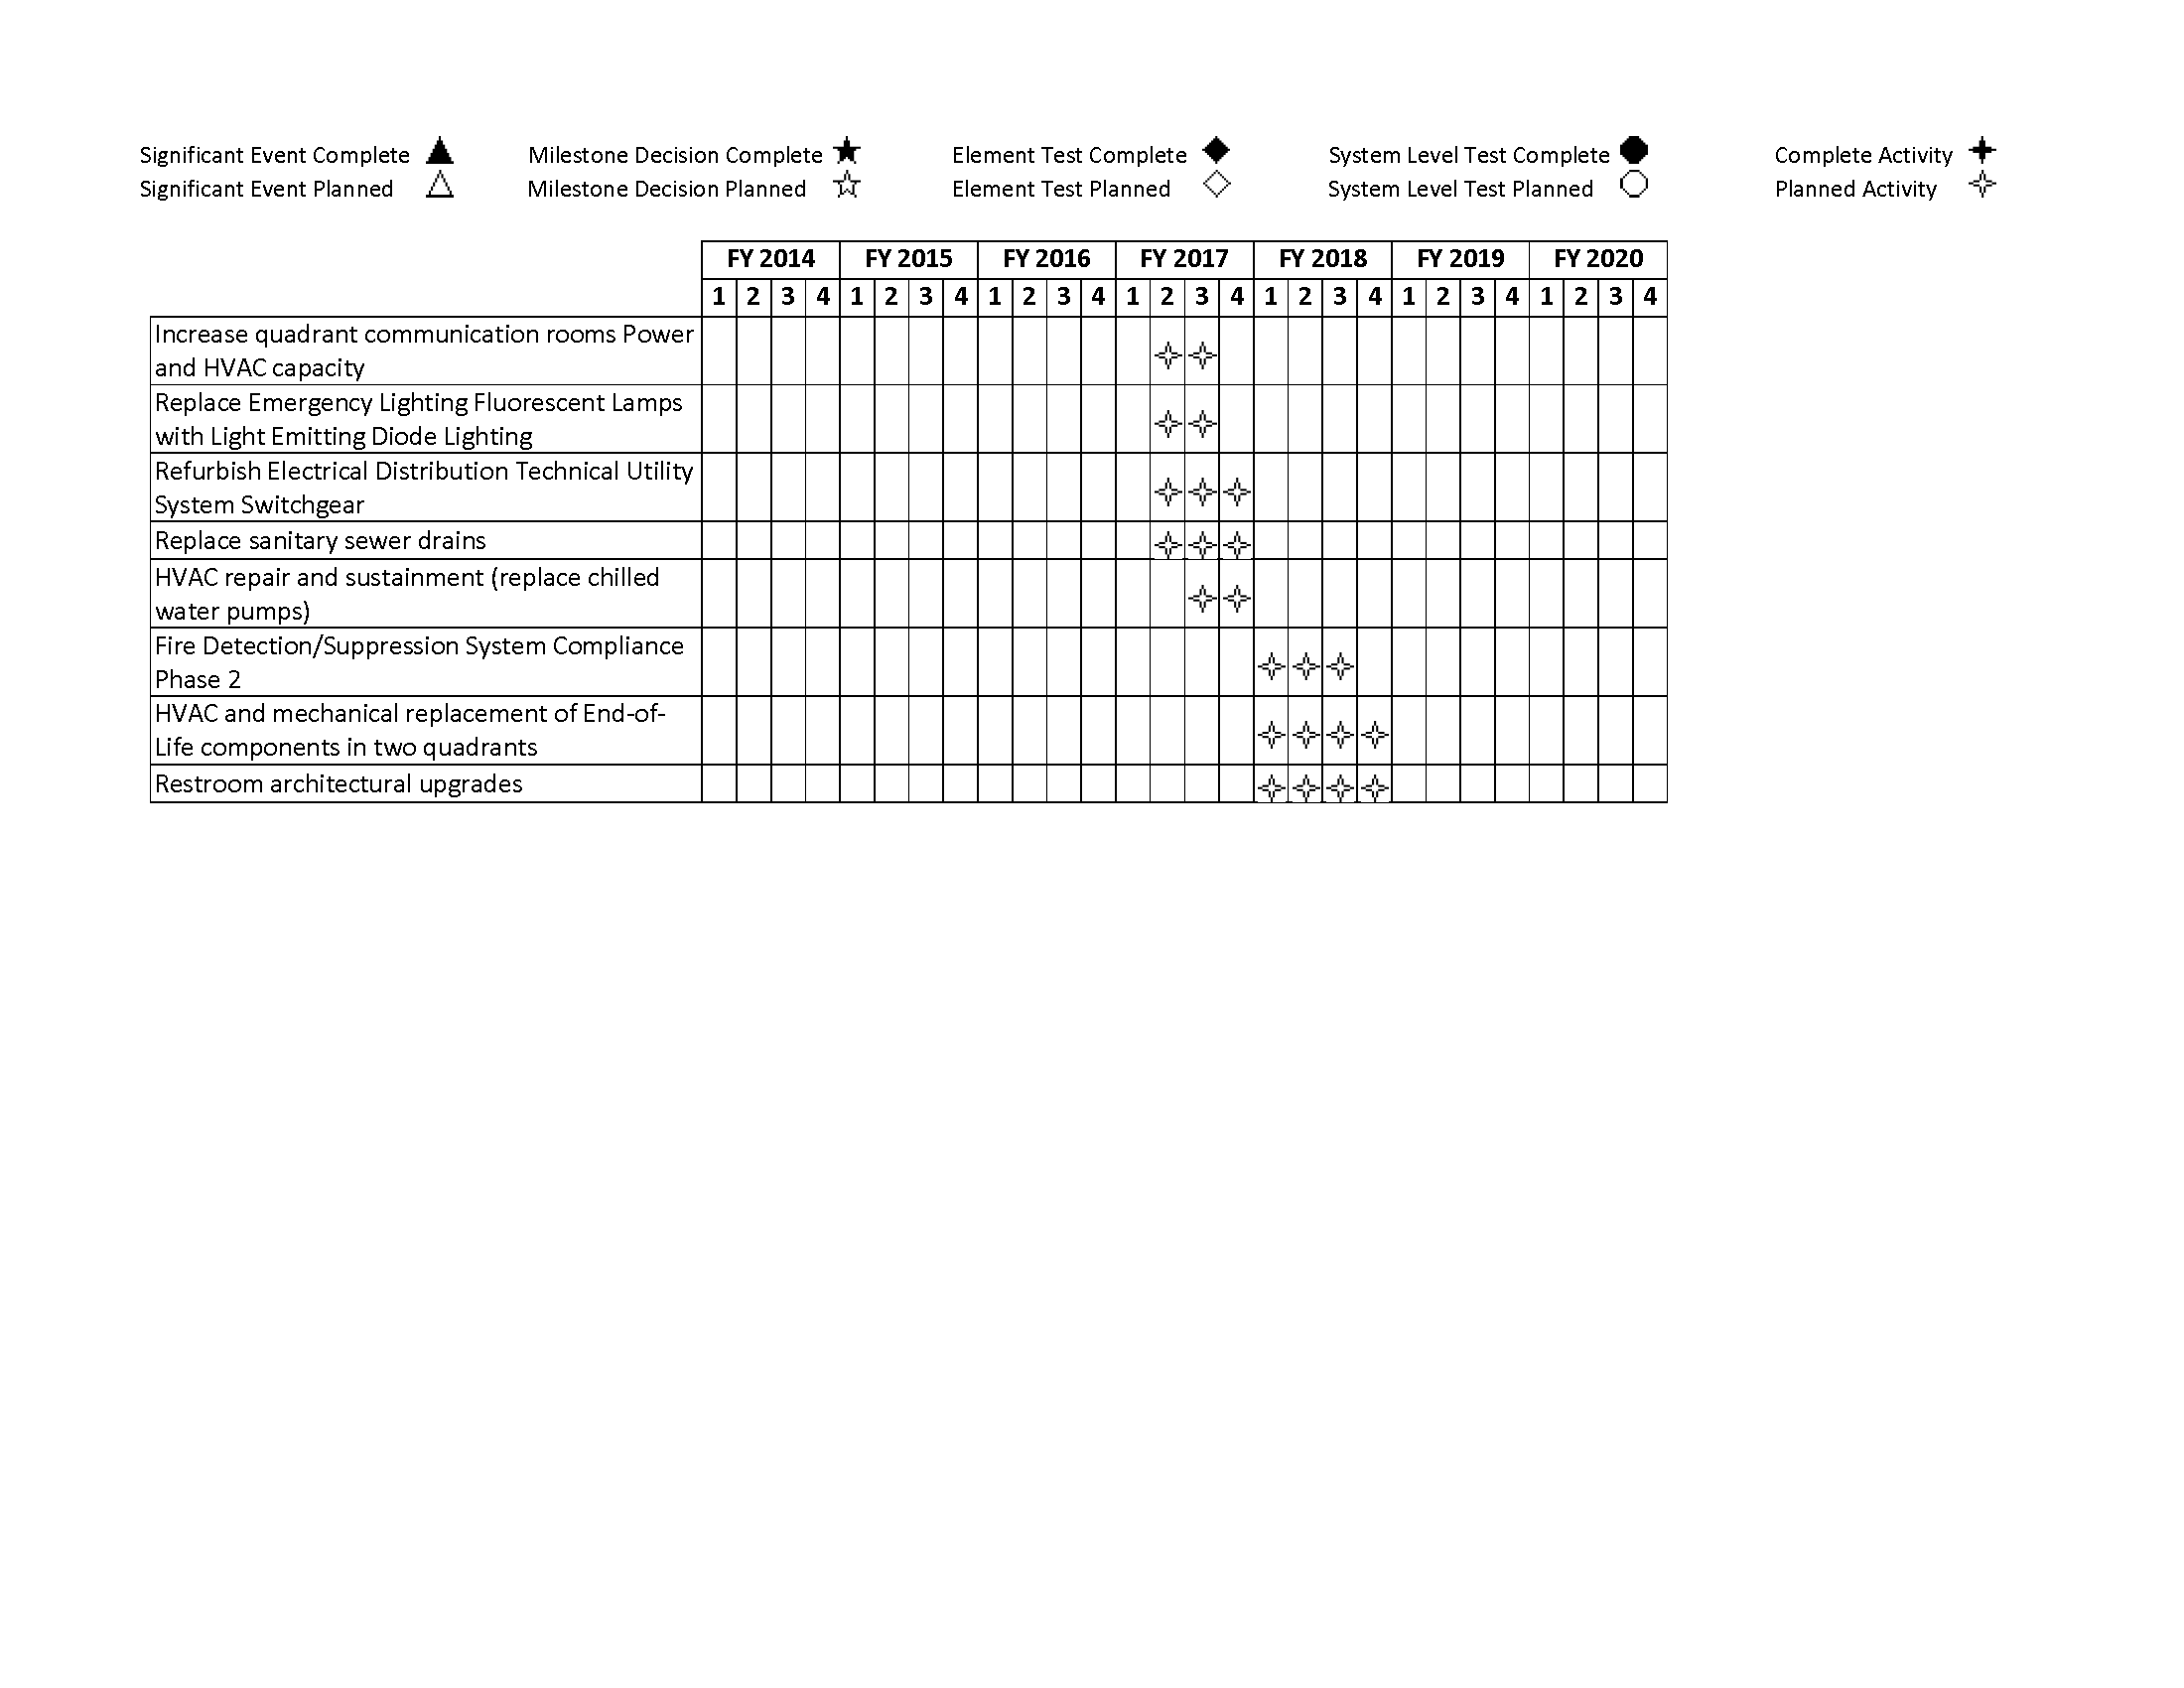 Significant Event Complete ▲ Milestone Decision Complete ★ Element Test Complete ◆ System Level Test Complete ⬤ Complete Activity ✦
Significant Event Planned △ Milestone Decision Planned ☆ Element Test Planned ◇ System Level Test Planned ◯ Planned Activity ✧
FY 2014 FY 2015 FY 2016 FY 2017 FY 2018 FY 2019 FY 2020
1 2 3 4 1 2 3 4 1 2 3 4 1 2 3 4 1 2 3 4 1 2 3 4 1 2 3 4
Increase quadrant communication rooms Power
and HVAC capacity
Replace Emergency Lighting Fluorescent Lamps
with Light Emitting Diode Lighting
Refurbish Electrical Distribution Technical Utility
System Switchgear
Replace sanitary sewer drains
HVAC repair and sustainment (replace chilled
water pumps)
Fire Detection/Suppression System Compliance
Phase 2
HVAC and mechanical replacement of End-of-
Life components in two quadrants
Restroom architectural upgrades